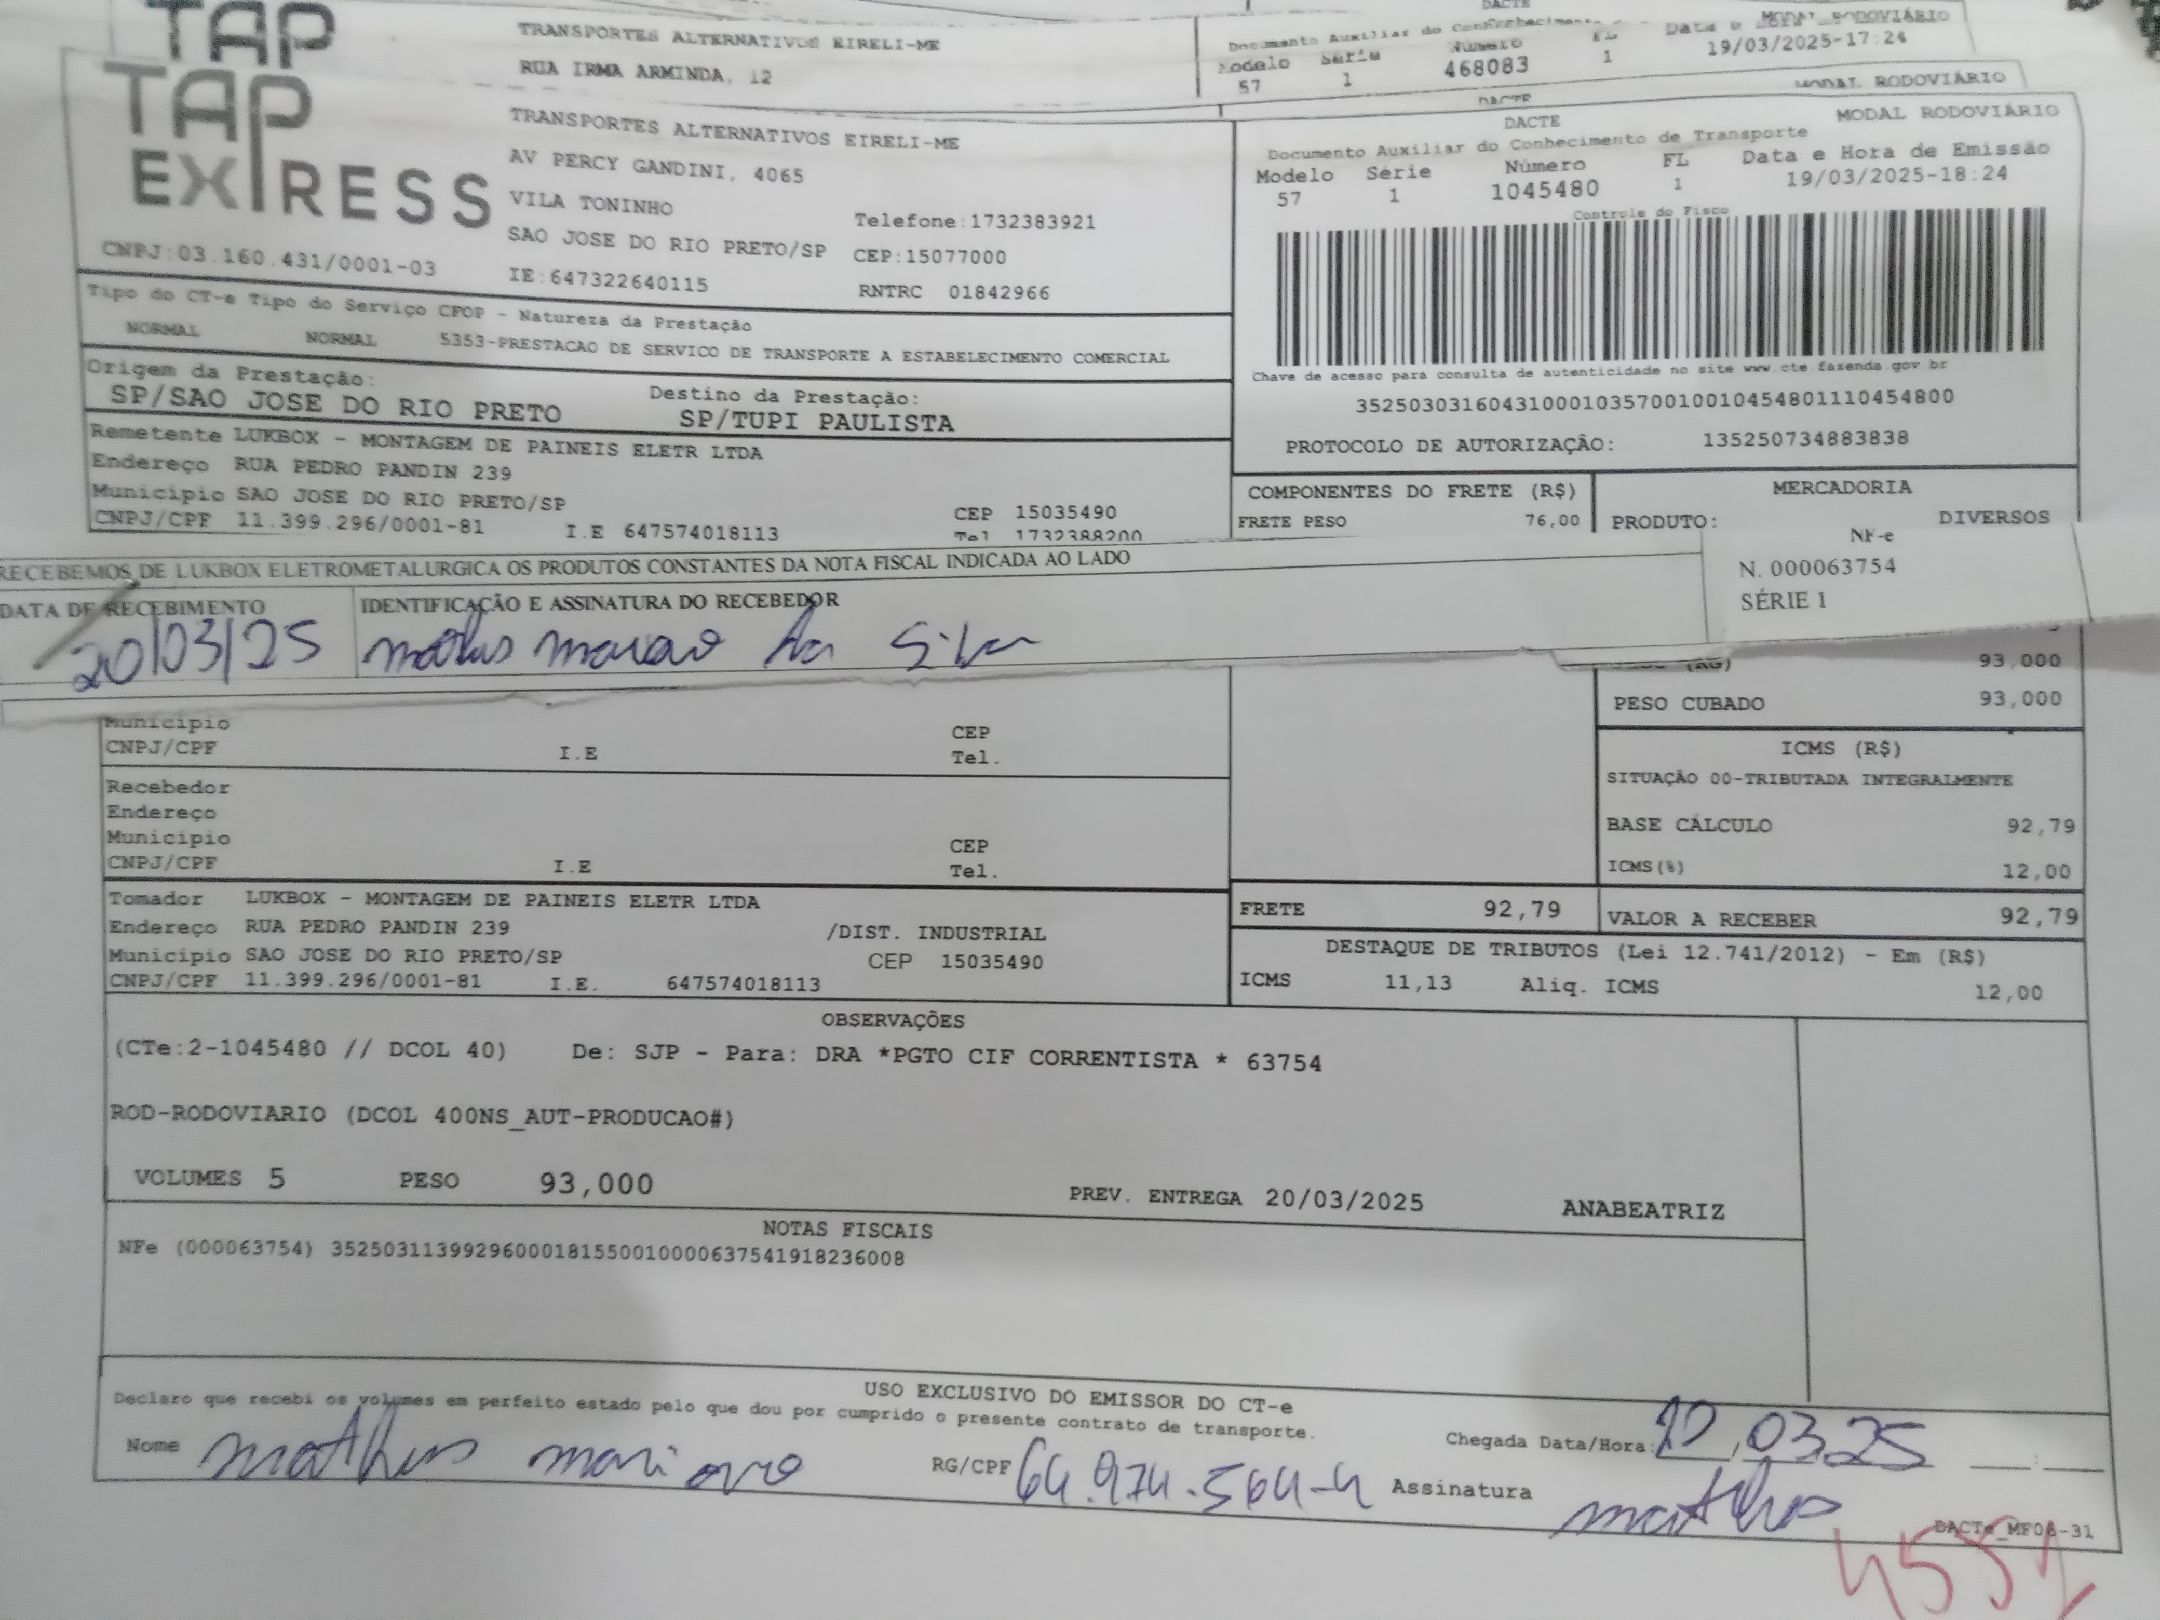 TAP
TRANSPORTES ALTERNATIVOS EIRELI-ME
RUA IRMA ARMINDA, 12
DACTE
MODAL RODOVIÁRIO
Documento Auxiliar do Conhecimento
Modelo Série Número FL Data e
57 1 468083 1 19/03/2025-17:24
MODAL RODOVIÁRIO
TAP
EXPRESS
CNPJ:03.160.431/0001-03
TRANSPORTES ALTERNATIVOS EIRELI-ME
AV PERCY GANDINI, 4065
VILA TONINHO
SAO JOSE DO RIO PRETO/SP
IE:647322640115
Telefone:1732383921
CEP:15077000
RNTRC 01842966
DACTE
DACTE
MODAL RODOVIÁRIO
Documento Auxiliar do Conhecimento de Transporte
Modelo Série Número FL Data e Hora de Emissão
57 1 1045480 1 19/03/2025-18:24
Controle do Fisco
Chave de acesso para consulta de autenticidade no site www.cte.fazenda.gov.br
35250303160431000103570010010454801110454800
PROTOCOLO DE AUTORIZAÇÃO: 135250734883838
Tipo do CT-e Tipo do Serviço CFOP - Natureza da Prestação
NORMAL NORMAL 5353-PRESTACAO DE SERVICO DE TRANSPORTE A ESTABELECIMENTO COMERCIAL
Origem da Prestação: Destino da Prestação:
SP/SAO JOSE DO RIO PRETO SP/TUPI PAULISTA
Remetente LUKBOX - MONTAGEM DE PAINEIS ELETR LTDA
Endereço RUA PEDRO PANDIN 239
Município SAO JOSE DO RIO PRETO/SP CEP 15035490
CNPJ/CPF 11.399.296/0001-81 I.E 647574018113 Tel 1732388200
COMPONENTES DO FRETE (R$)
FRETE PESO 76,00
MERCADORIA
PRODUTO: DIVERSOS
RECEBEMOS DE LUKBOX ELETROMETALURGICA OS PRODUTOS CONSTANTES DA NOTA FISCAL INDICADA AO LADO
DATA DE RECEBIMENTO
20/03/25
IDENTIFICAÇÃO E ASSINATURA DO RECEBEDOR
NF-e
N. 000063754
SÉRIE 1
(KG) 93,000
PESO CUBADO 93,000
Município CEP
CNPJ/CPF I.E Tel.
Recebedor
Endereço
Município CEP
CNPJ/CPF I.E Tel.
ICMS (R$)
SITUAÇÃO 00-TRIBUTADA INTEGRALMENTE
BASE CÁLCULO 92,79
ICMS(%) 12,00
Tomador LUKBOX - MONTAGEM DE PAINEIS ELETR LTDA
Endereço RUA PEDRO PANDIN 239 /DIST. INDUSTRIAL
Município SAO JOSE DO RIO PRETO/SP CEP 15035490
CNPJ/CPF 11.399.296/0001-81 I.E. 647574018113
FRETE 92,79 VALOR A RECEBER 92,79
DESTAQUE DE TRIBUTOS (Lei 12.741/2012) - Em (R$)
ICMS 11,13 Aliq. ICMS 12,00
OBSERVAÇÕES
(CTe:2-1045480 // DCOL 40) De: SJP - Para: DRA *PGTO CIF CORRENTISTA * 63754
ROD-RODOVIARIO (DCOL 400NS_AUT-PRODUCAO#)
VOLUMES 5 PESO 93,000 PREV. ENTREGA 20/03/2025 ANABEATRIZ
NOTAS FISCAIS
NFe (000063754) 35250311399296000181550010000637541918236008
USO EXCLUSIVO DO EMISSOR DO CT-e
Declaro que recebi os volumes em perfeito estado pelo que dou por cumprido o presente contrato de transporte.
Nome RG/CPF 64.974.564-4 Chegada Data/Hora: 03 25
Assinatura
DACTe_MF06-31
4551